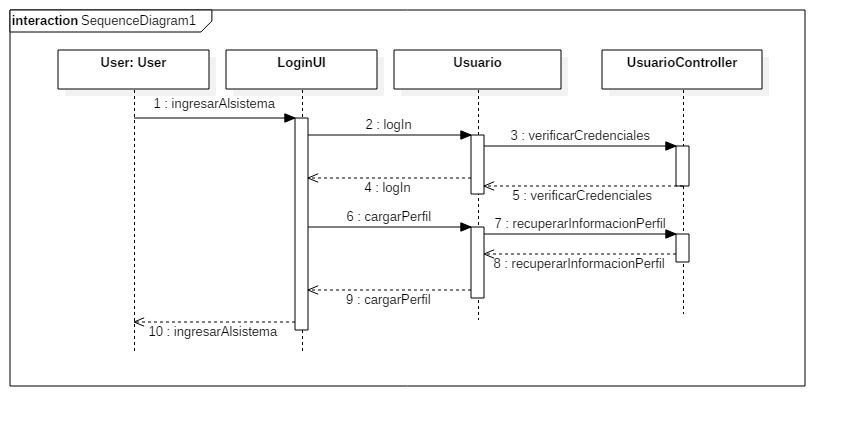 interaction SequenceDiagram1
User: User
LoginUI
Usuario
UsuarioController
1 : ingresarAlsistema
2 : logIn
3 : verificarCredenciales
4 : logIn
5 : verificarCredenciales
6 : cargarPerfil
7 : recuperarInformacionPerfil
8 : recuperarInformacionPerfil
9 : cargarPerfil
10 : ingresarAlsistema